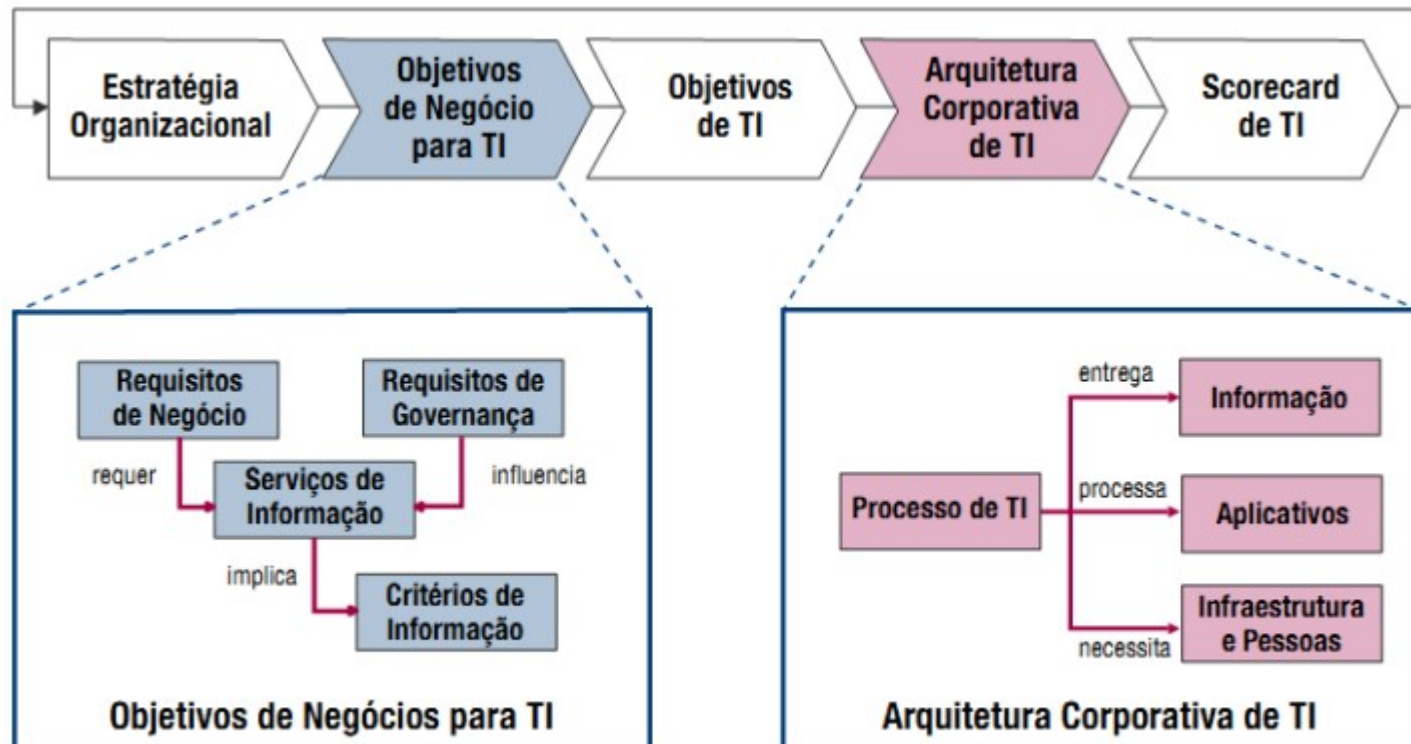 Estratégia
Organizacional
Objetivos
de Negócio
para TI
Objetivos
de TI
Arquitetura
Corporativa
de TI
Scorecard
de TI
Requisitos
de Negócio
Requisitos de
Governança
requer
Serviços de
Informação
influencia
implica
Critérios de
Informação
Objetivos de Negócios para TI
entrega
Informação
Processo de TI
processa
Aplicativos
Infraestrutura
e Pessoas
necessita
Arquitetura Corporativa de TI